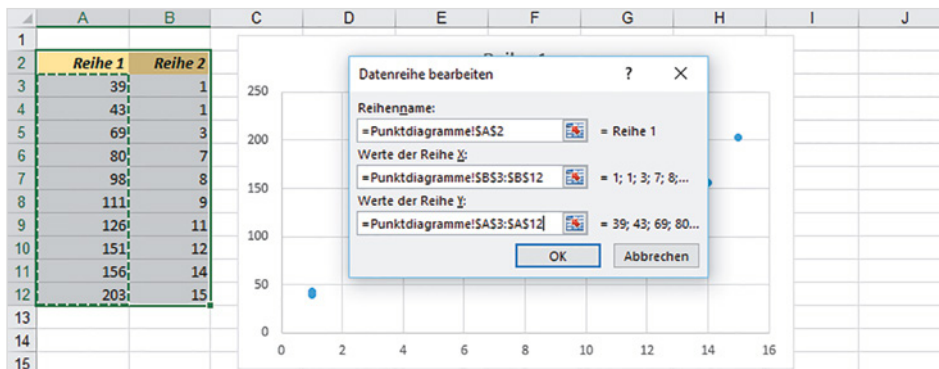 A B C D E F G H I J
1
2 Reihe 1 Reihe 2
3 39 1
4 43 1
5 69 3
6 80 7
7 98 8
8 111 9
9 126 11
10 151 12
11 156 14
12 203 15
13
14
15
250
200
150
100
50
0
0 2 4 6 8 10 12 14 16
Datenreihe bearbeiten ? ×
Reihenname:
=Punktdiagramme!$A$2 = Reihe 1
Werte der Reihe X:
=Punktdiagramme!$B$3:$B$12 = 1; 1; 3; 7; 8;...
Werte der Reihe Y:
=Punktdiagramme!$A$3:$A$12 = 39; 43; 69; 80...
OK Abbrechen